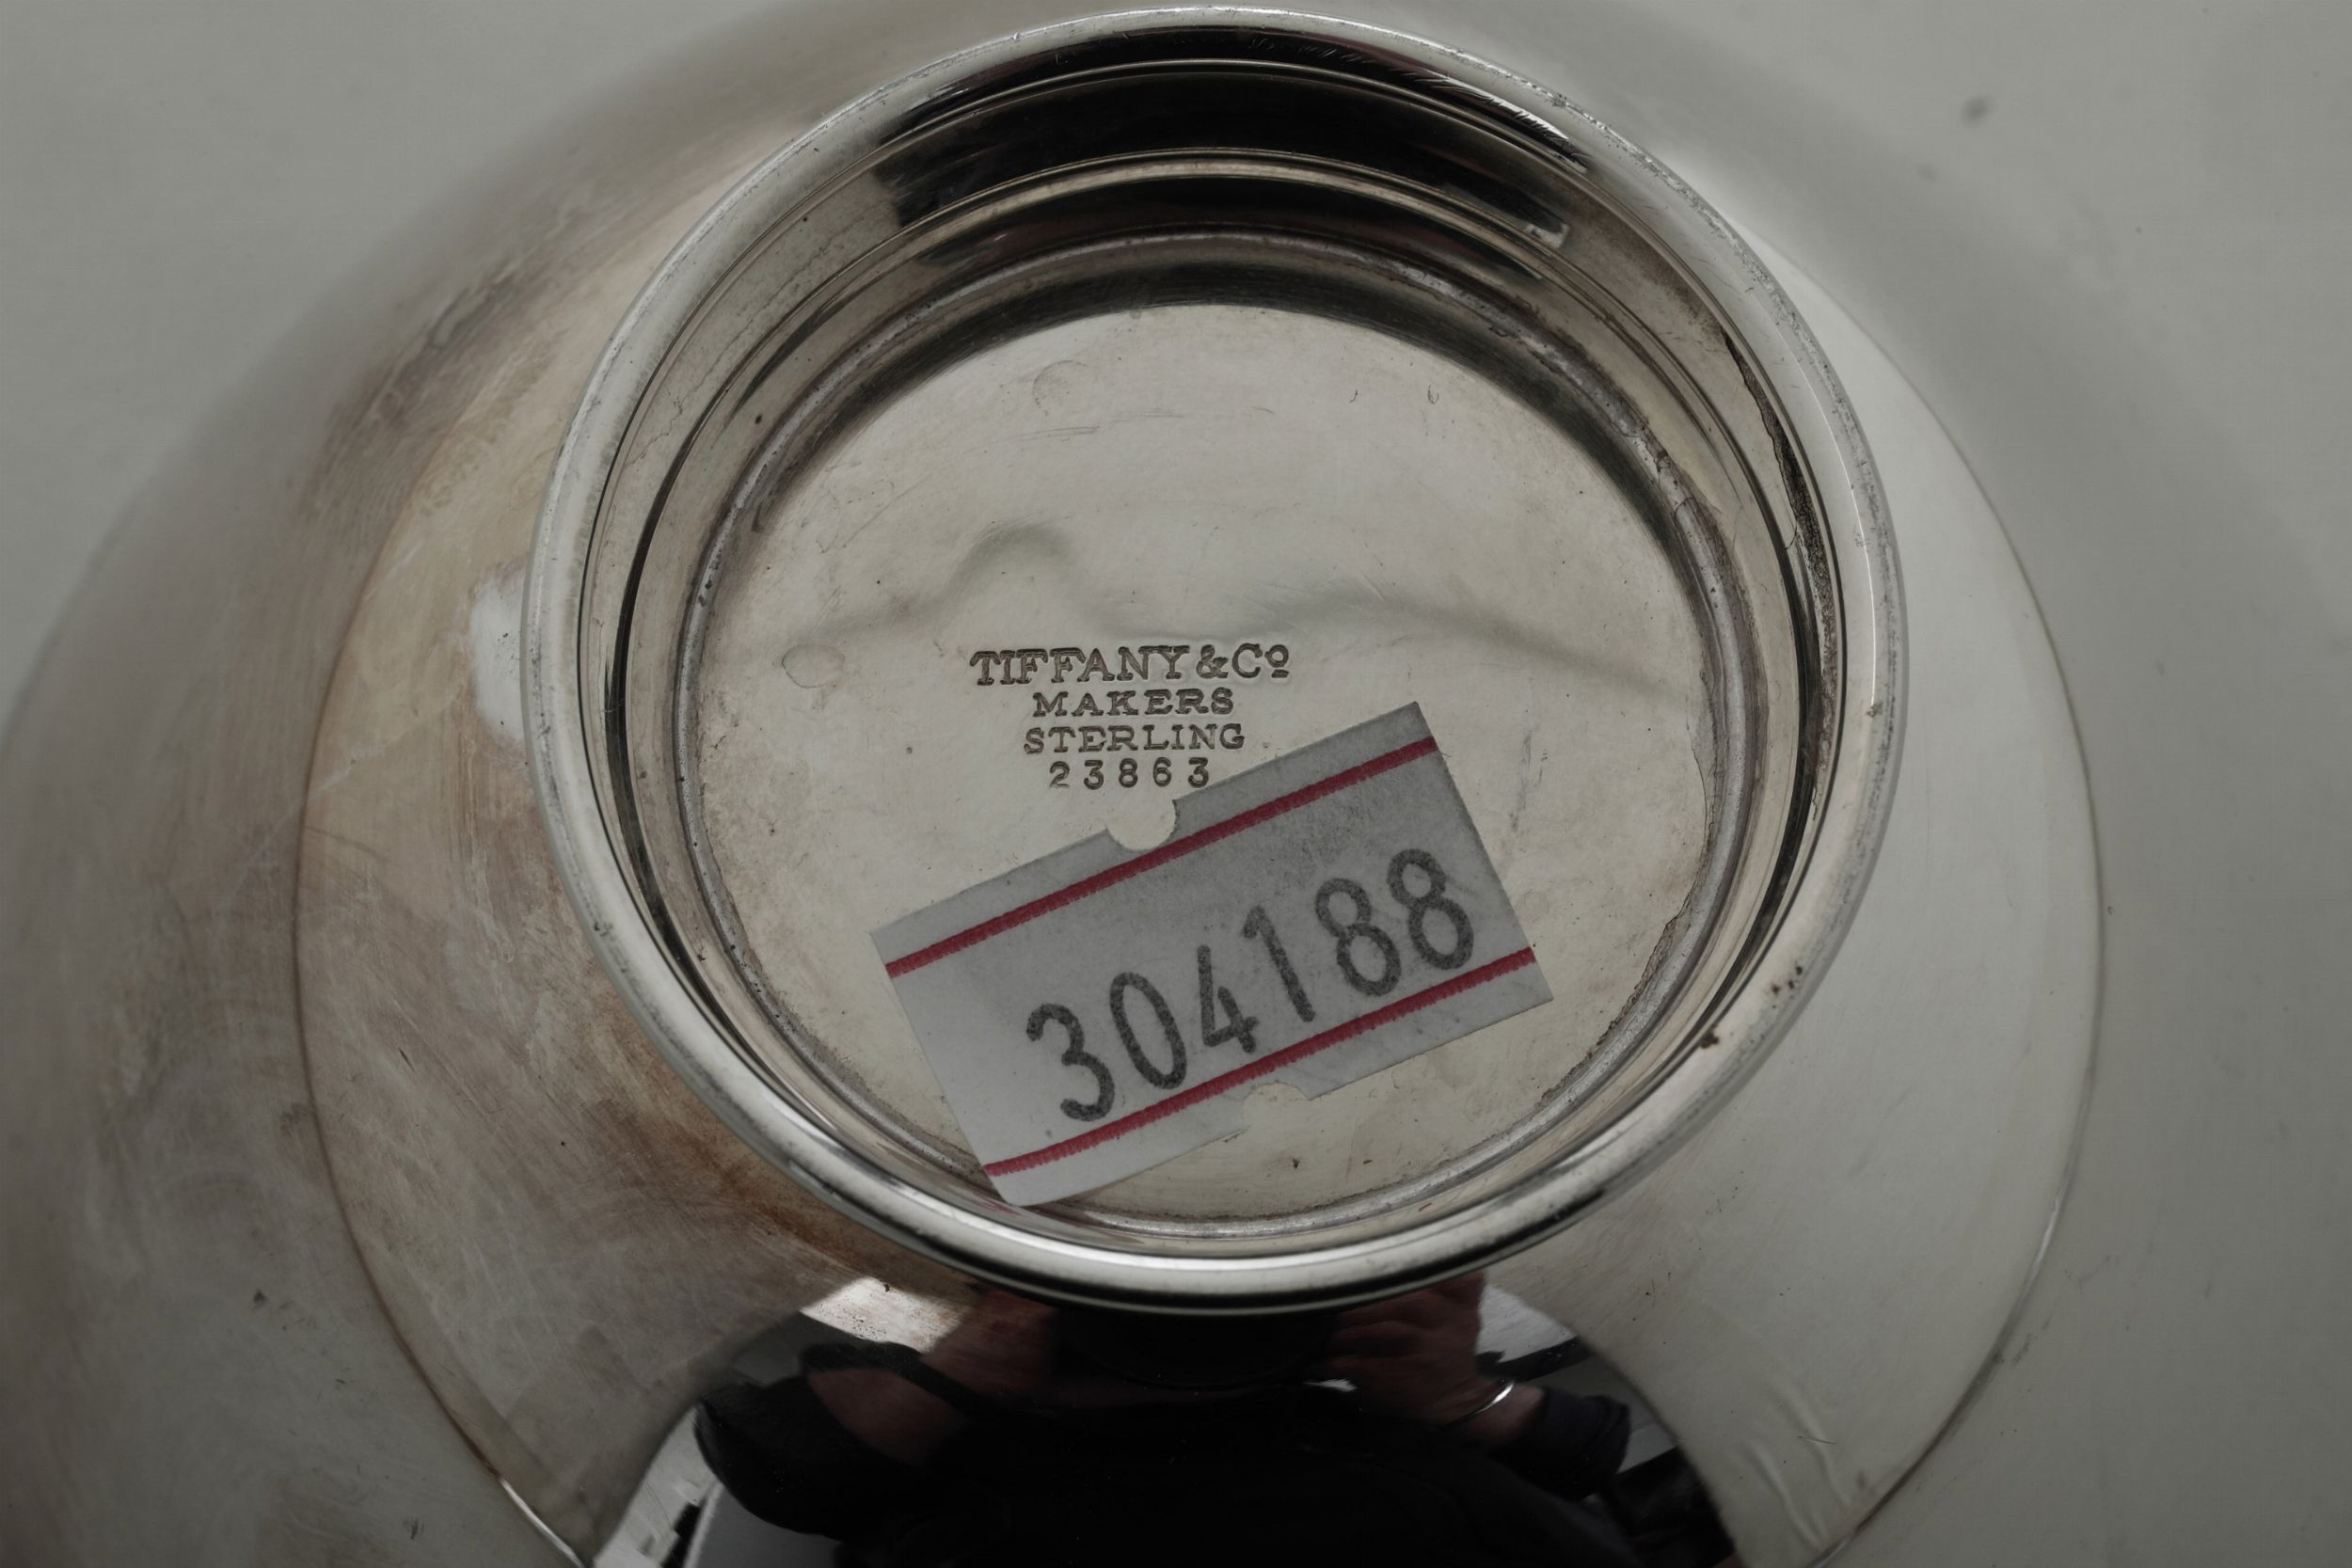 TIFFANY & Cº
MAKERS
STERLING
23863
304188